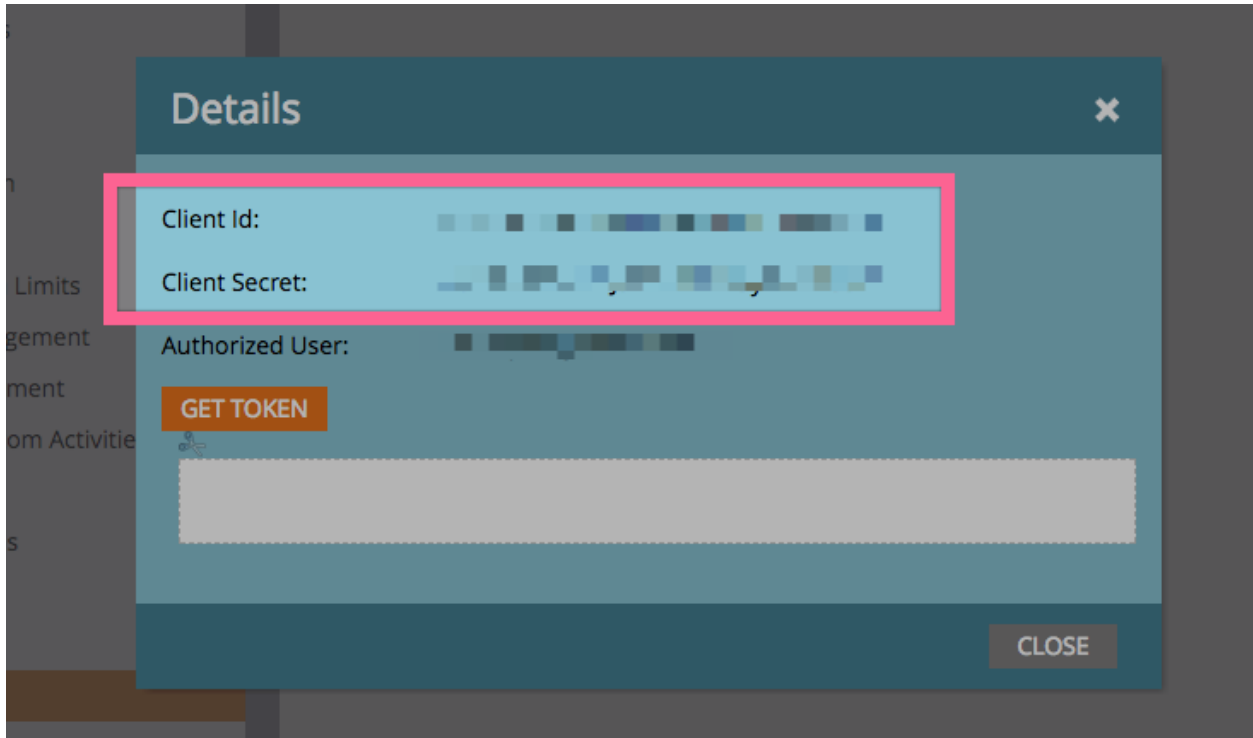 Details
Client Id:
Limits
Client Secret:
gement
Authorized User:
ment
GET TOKEN
om Activitie
s
CLOSE